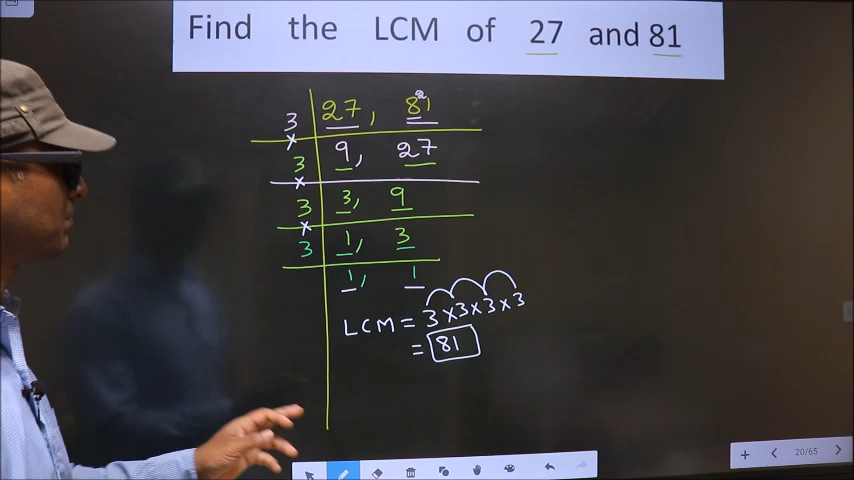 Find the LCM of 27 and 81
3 27, 8²1
3 9, 27
3 3, 9
3 1, 3
1, 1
LCM = 3 × 3 × 3 × 3
= 81
20/65